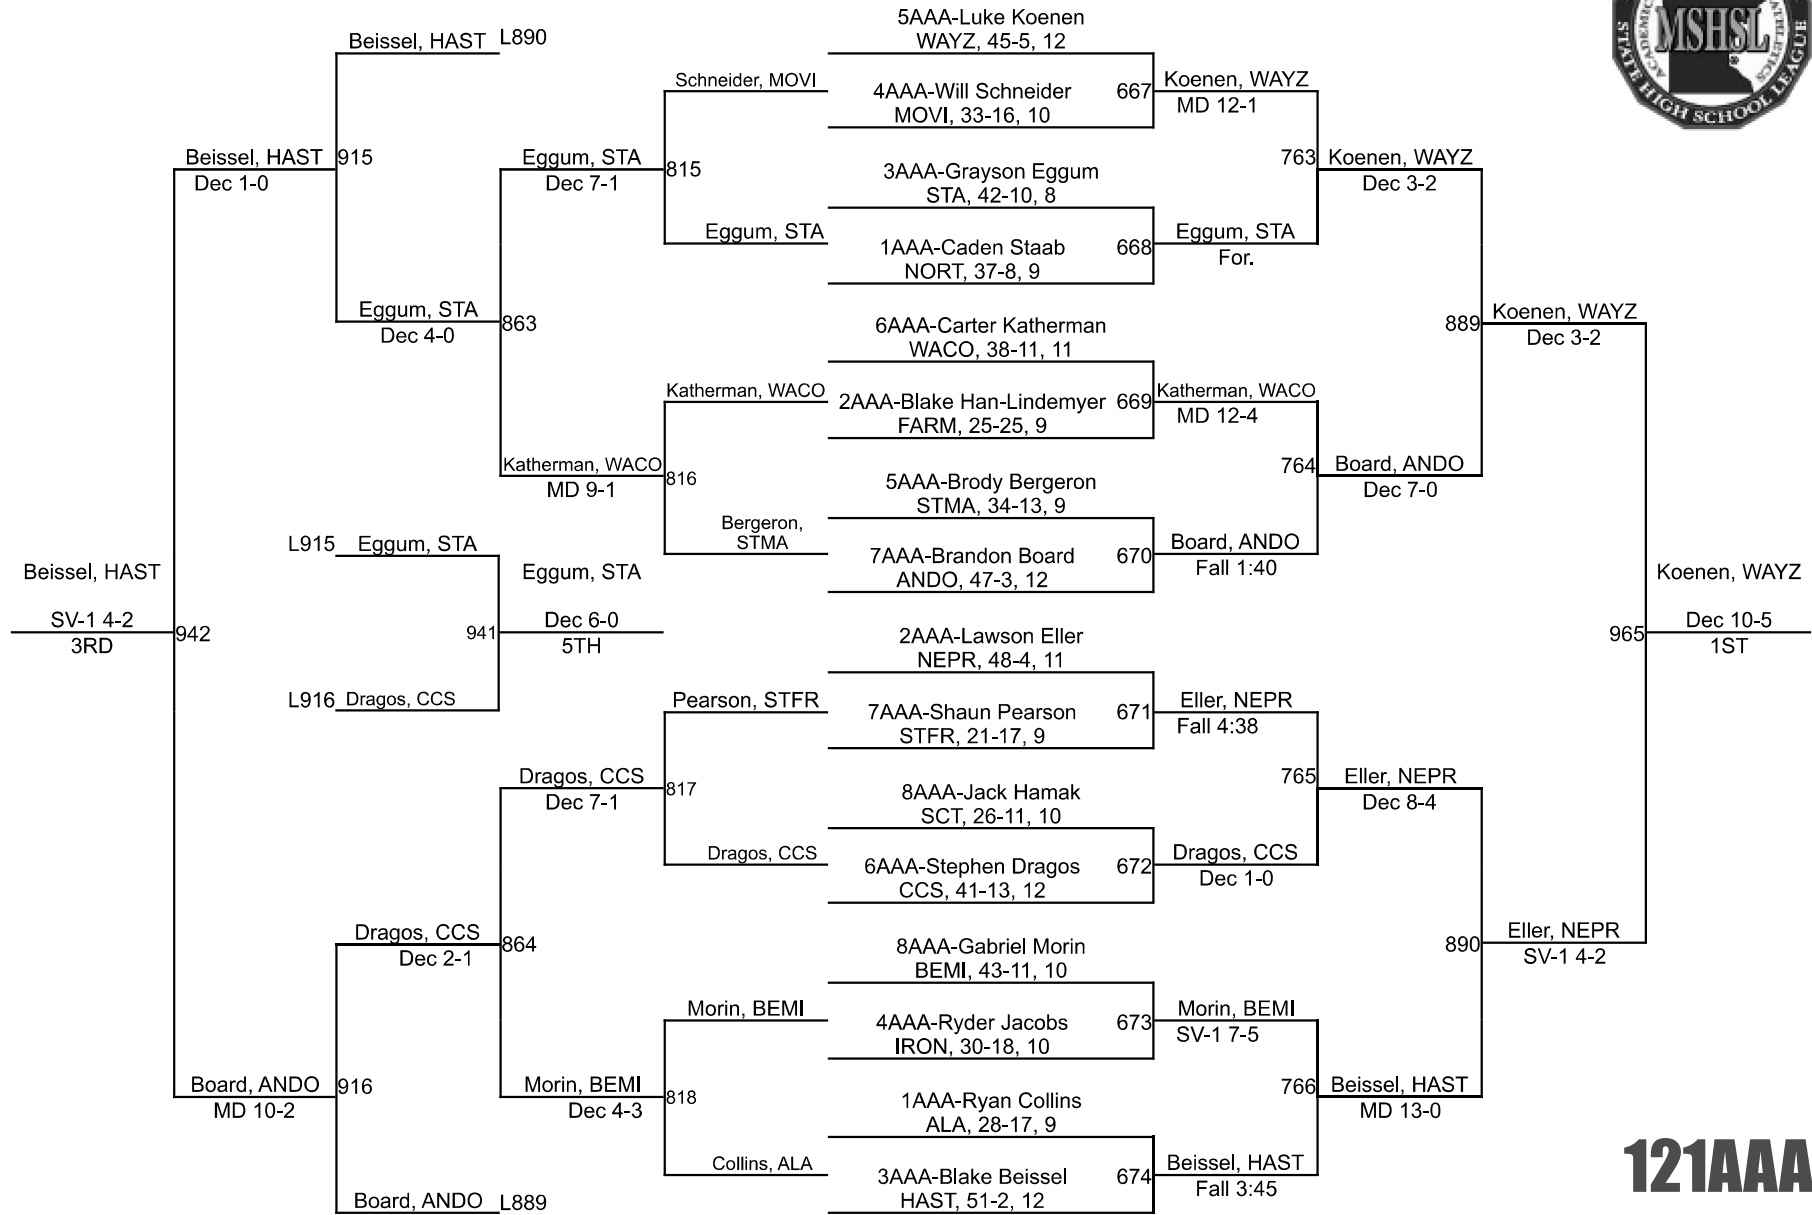 Beissel, HAST L890
Beissel, HAST 915
Dec 1-0
Eggum, STA
Dec 4-0
863
Eggum, STA
Dec 7-1
815
Schneider, MOVI
Eggum, STA
Katherman, WACO
MD 9-1
816
Katherman, WACO
Bergeron,
STMA
Beissel, HAST
SV-1 4-2
3RD
942
L915 Eggum, STA
L916 Dragos, CCS
941
Eggum, STA
Dec 6-0
5TH
Pearson, STFR
Dragos, CCS
Dec 7-1
817
Dragos, CCS
Dragos, CCS
Dec 2-1
864
Morin, BEMI
Morin, BEMI
Dec 4-3
818
Collins, ALA
Board, ANDO
MD 10-2
916
Board, ANDO L889
5AAA-Luke Koenen
WAYZ, 45-5, 12
4AAA-Will Schneider
MOVI, 33-16, 10
667
3AAA-Grayson Eggum
STA, 42-10, 8
1AAA-Caden Staab
NORT, 37-8, 9
668
6AAA-Carter Katherman
WACO, 38-11, 11
2AAA-Blake Han-Lindemyer
FARM, 25-25, 9
669
5AAA-Brody Bergeron
STMA, 34-13, 9
7AAA-Brandon Board
ANDO, 47-3, 12
670
2AAA-Lawson Eller
NEPR, 48-4, 11
7AAA-Shaun Pearson
STFR, 21-17, 9
671
8AAA-Jack Hamak
SCT, 26-11, 10
6AAA-Stephen Dragos
CCS, 41-13, 12
672
8AAA-Gabriel Morin
BEMI, 43-11, 10
4AAA-Ryder Jacobs
IRON, 30-18, 10
673
1AAA-Ryan Collins
ALA, 28-17, 9
3AAA-Blake Beissel
HAST, 51-2, 12
674
Koenen, WAYZ
MD 12-1
763
Eggum, STA
For.
Katherman, WACO
MD 12-4
764
Board, ANDO
Fall 1:40
Eller, NEPR
Fall 4:38
765
Dragos, CCS
Dec 1-0
Morin, BEMI
SV-1 7-5
766
Beissel, HAST
Fall 3:45
Koenen, WAYZ
Dec 3-2
889
Board, ANDO
Dec 7-0
Eller, NEPR
Dec 8-4
890
Beissel, HAST
MD 13-0
Koenen, WAYZ
Dec 3-2
Eller, NEPR
SV-1 4-2
965
Koenen, WAYZ
Dec 10-5
1ST
MSHSL
STATE HIGH SCHOOL LEAGUE
121AAA